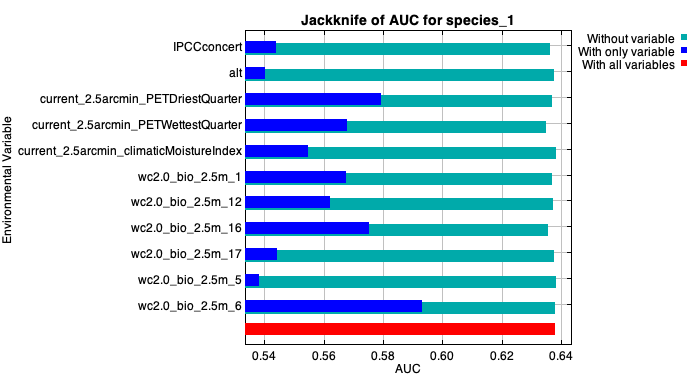 Jackknife of AUC for species_1
Without variable
With only variable
With all variables
Environmental Variable
IPCCconcert
alt
current_2.5arcmin_PETDriestQuarter
current_2.5arcmin_PETWettestQuarter
current_2.5arcmin_climaticMoistureIndex
wc2.0_bio_2.5m_1
wc2.0_bio_2.5m_12
wc2.0_bio_2.5m_16
wc2.0_bio_2.5m_17
wc2.0_bio_2.5m_5
wc2.0_bio_2.5m_6
0.54 0.56 0.58 0.60 0.62 0.64
AUC